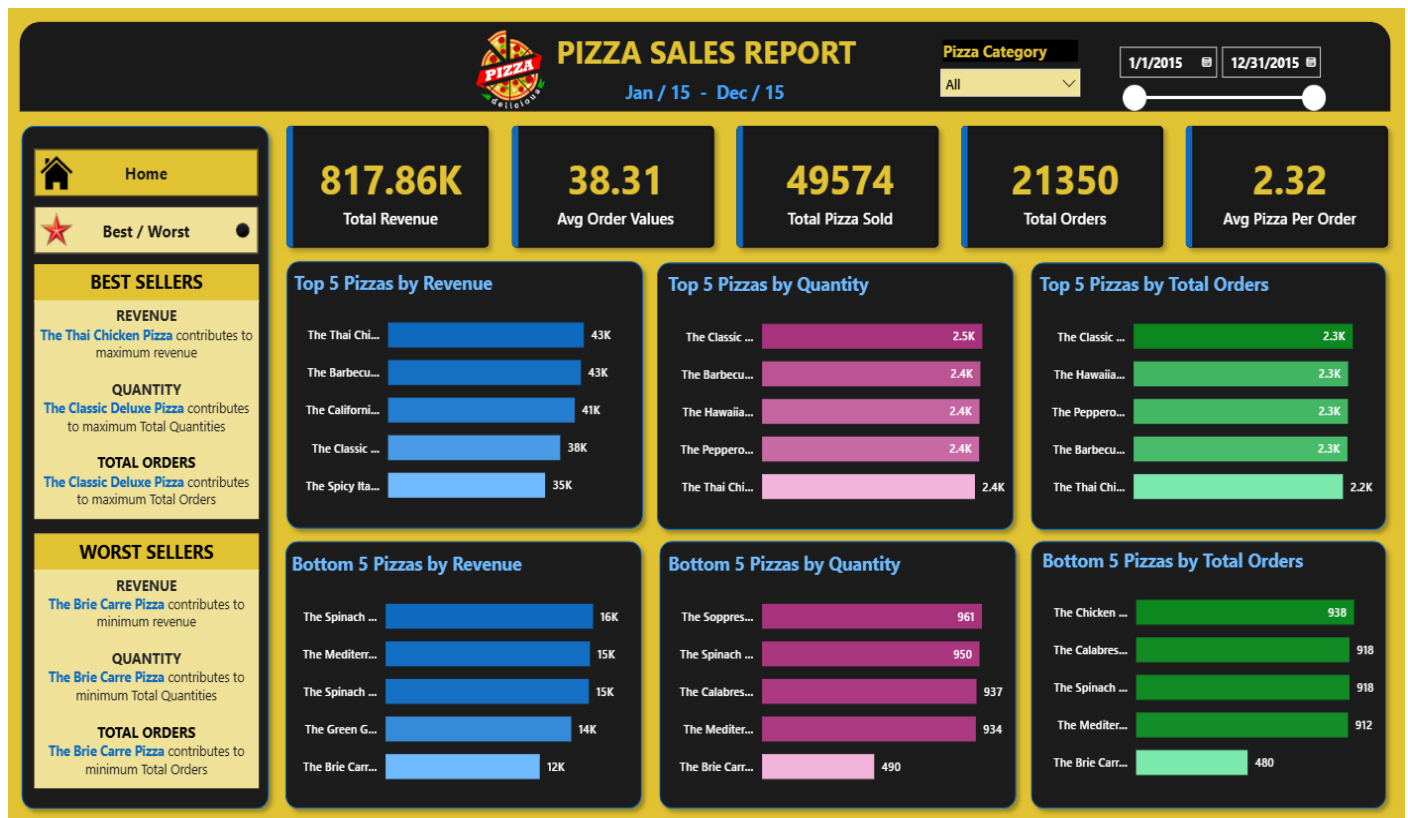 PIZZA
delicious
PIZZA SALES REPORT
Jan / 15 - Dec / 15
Pizza Category
All
1/1/2015
12/31/2015
Home
Best / Worst
BEST SELLERS
REVENUE
The Thai Chicken Pizza contributes to
maximum revenue
QUANTITY
The Classic Deluxe Pizza contributes
to maximum Total Quantities
TOTAL ORDERS
The Classic Deluxe Pizza contributes
to maximum Total Orders
WORST SELLERS
REVENUE
The Brie Carre Pizza contributes to
minimum revenue
QUANTITY
The Brie Carre Pizza contributes to
minimum Total Quantities
TOTAL ORDERS
The Brie Carre Pizza contributes to
minimum Total Orders
817.86K
Total Revenue
38.31
Avg Order Values
49574
Total Pizza Sold
21350
Total Orders
2.32
Avg Pizza Per Order
Top 5 Pizzas by Revenue
The Thai Chi... 43K
The Barbecu... 43K
The Californi... 41K
The Classic ... 38K
The Spicy Ita... 35K
Top 5 Pizzas by Quantity
The Classic ... 2.5K
The Barbecu... 2.4K
The Hawaiia... 2.4K
The Peppero... 2.4K
The Thai Chi... 2.4K
Top 5 Pizzas by Total Orders
The Classic ... 2.3K
The Hawaiia... 2.3K
The Peppero... 2.3K
The Barbecu... 2.3K
The Thai Chi... 2.2K
Bottom 5 Pizzas by Revenue
The Spinach ... 16K
The Mediterr... 15K
The Spinach ... 15K
The Green G... 14K
The Brie Carr... 12K
Bottom 5 Pizzas by Quantity
The Soppres... 961
The Spinach ... 950
The Calabres... 937
The Mediter... 934
The Brie Carr... 490
Bottom 5 Pizzas by Total Orders
The Chicken ... 938
The Calabres... 918
The Spinach ... 918
The Mediter... 912
The Brie Carr... 480